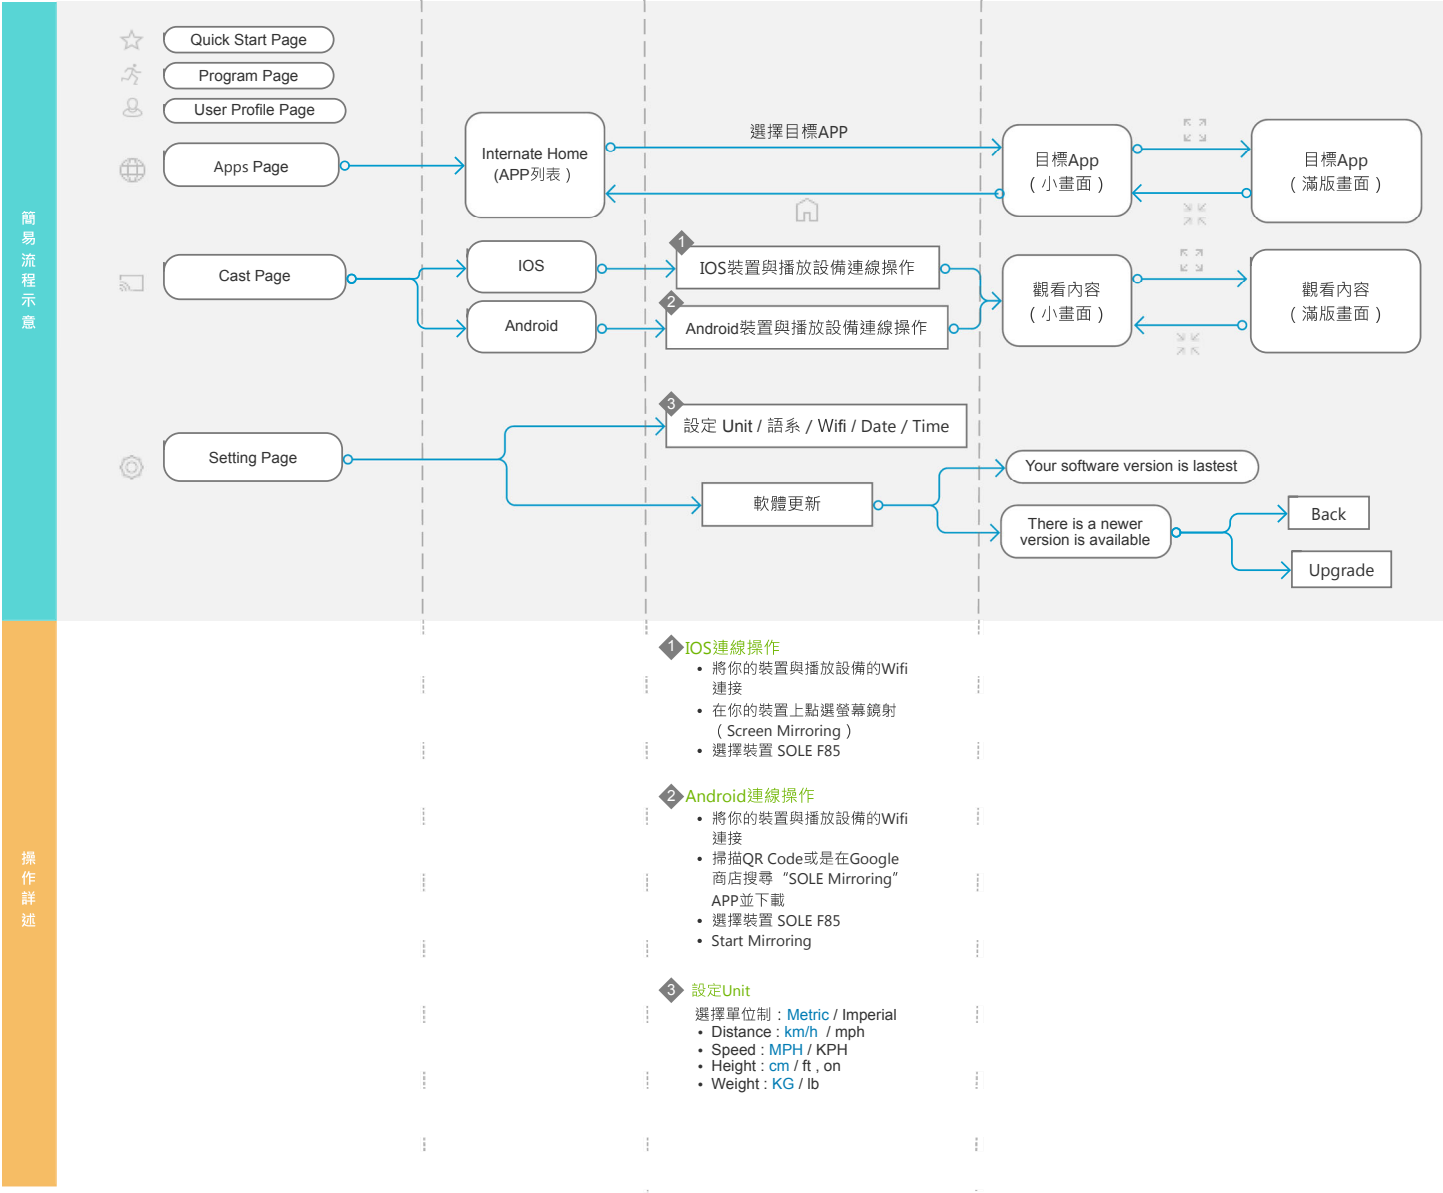 簡易流程示意
Quick Start Page
Program Page
User Profile Page
Apps Page
Internate Home
(APP列表）
選擇目標APP
目標App
（小畫面）
目標App
（滿版畫面）
Cast Page
IOS
Android
1
IOS裝置與播放設備連線操作
2
Android裝置與播放設備連線操作
觀看內容
（小畫面）
觀看內容
（滿版畫面）
Setting Page
3
設定 Unit / 語系 / Wifi / Date / Time
軟體更新
Your software version is lastest
There is a newer
version is available
Back
Upgrade
操作詳述
1 IOS連線操作
• 將你的裝置與播放設備的Wifi
連接
• 在你的裝置上點選螢幕鏡射
（Screen Mirroring）
• 選擇裝置 SOLE F85
2 Android連線操作
• 將你的裝置與播放設備的Wifi
連接
• 掃描QR Code或是在Google
商店搜尋“SOLE Mirroring”
APP並下載
• 選擇裝置 SOLE F85
• Start Mirroring
3 設定Unit
選擇單位制：Metric / Imperial
• Distance : km/h / mph
• Speed : MPH / KPH
• Height : cm / ft , on
• Weight : KG / lb